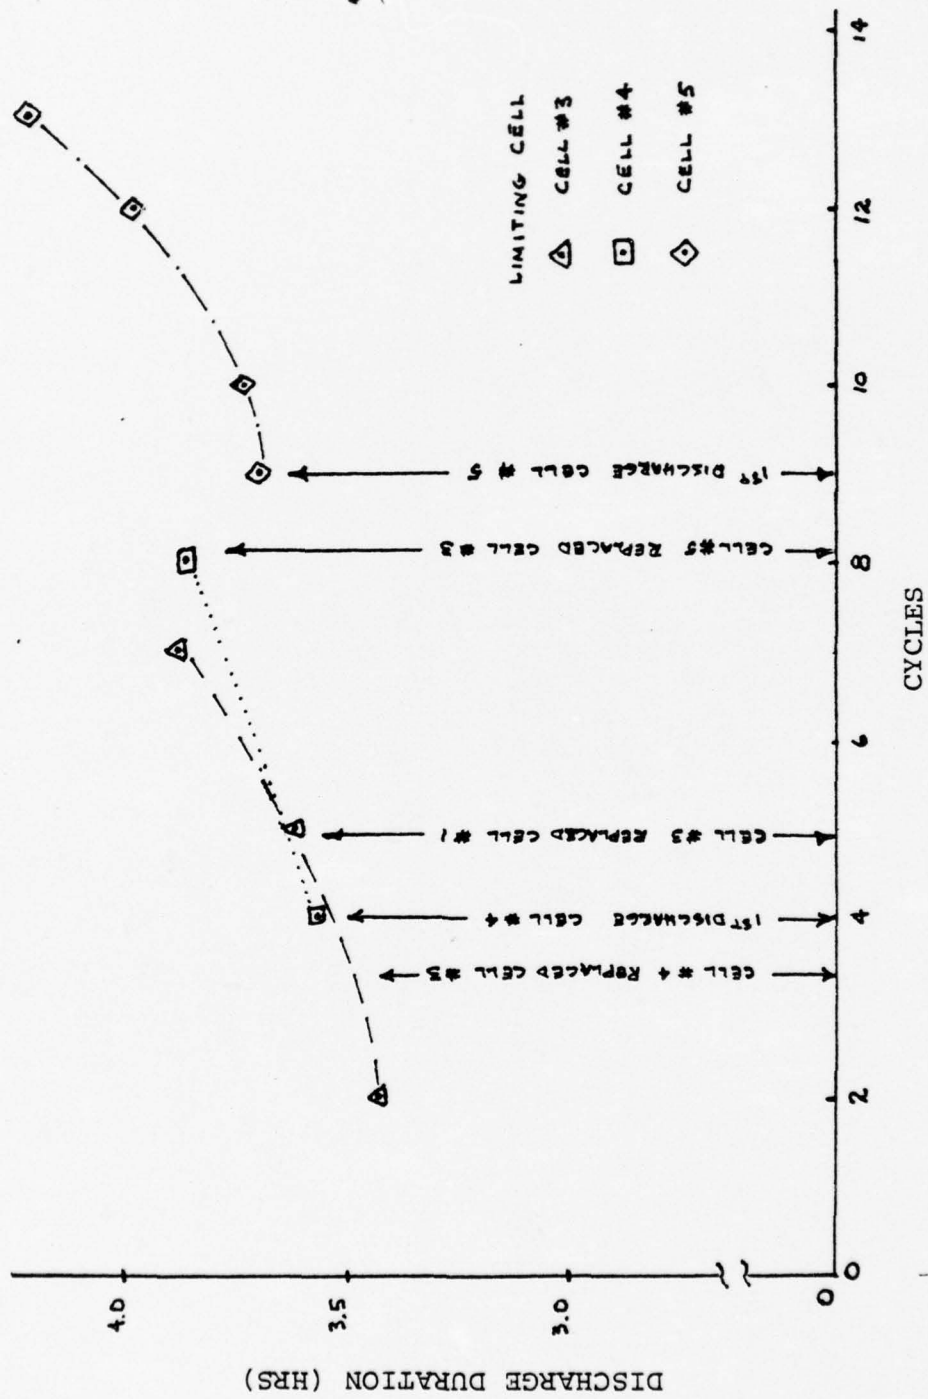 DISCHARGE DURATION (HRS)
4.0
3.5
3.0
0
0
2
4
6
8
10
12
14
CYCLES
CELL #4 REPLACED CELL #3
1ST DISCHARGE CELL #4
CELL #3 REPLACED CELL #1
CELL #5 REPLACED CELL #3
1ST DISCHARGE CELL #5
LIMITING CELL
CELL #3
CELL #4
CELL #5